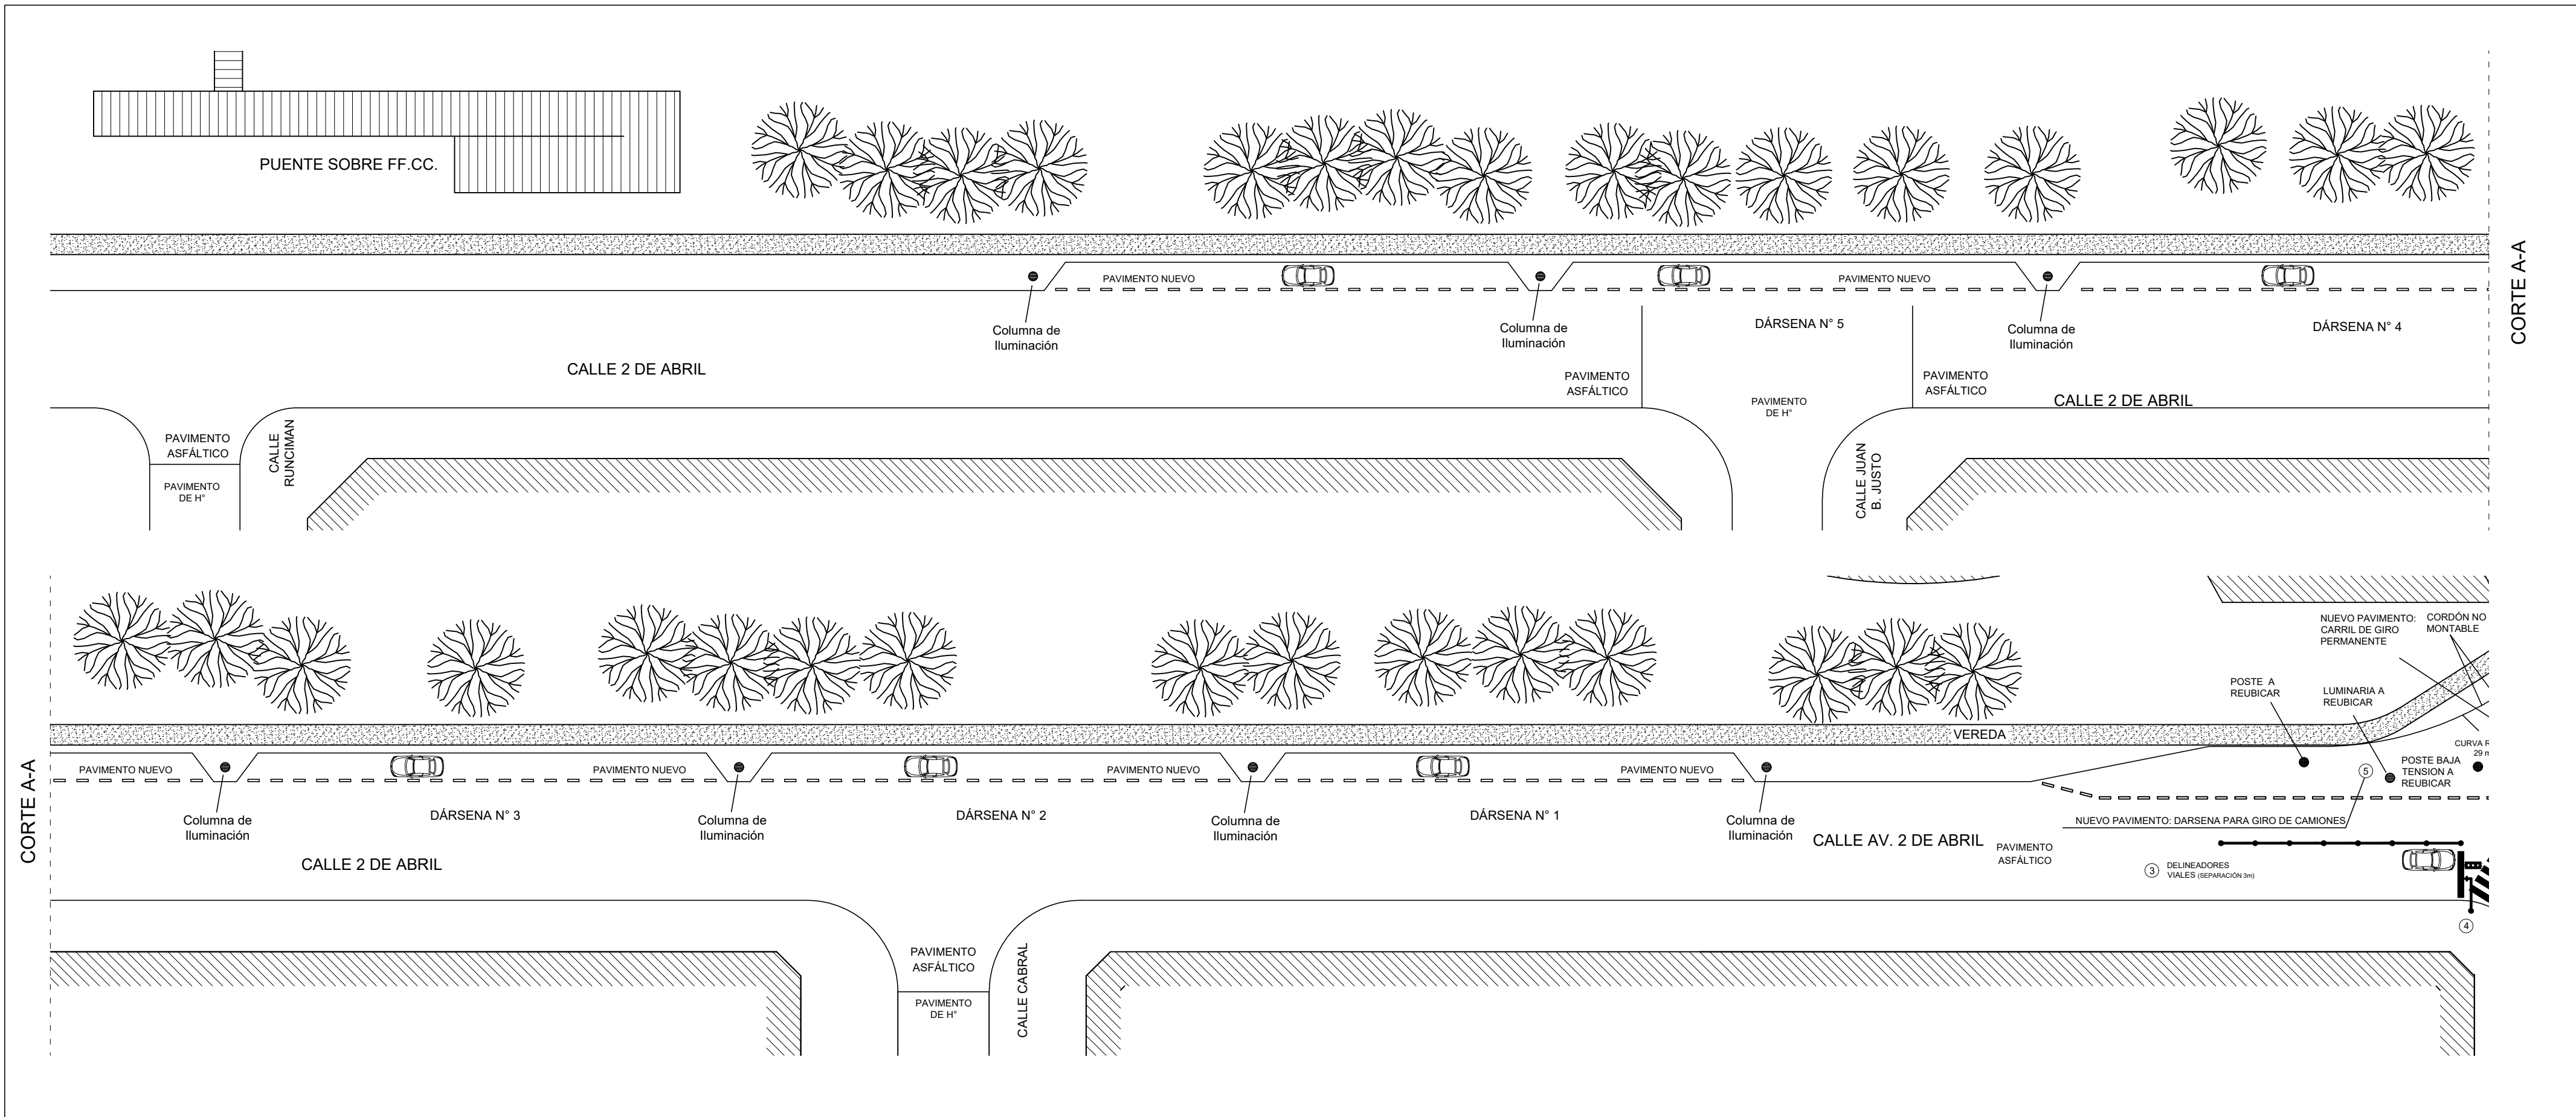 PUENTE SOBRE FF.CC.
PAVIMENTO NUEVO
PAVIMENTO NUEVO
CORTE A-A
Columna de
Iluminación
Columna de
Iluminación
DÁRSENA N° 5
Columna de
Iluminación
DÁRSENA N° 4
CALLE 2 DE ABRIL
PAVIMENTO
ASFÁLTICO
PAVIMENTO
DE H°
PAVIMENTO
ASFÁLTICO
CALLE 2 DE ABRIL
PAVIMENTO
ASFÁLTICO
CALLE
RUNCIMAN
PAVIMENTO
DE H°
CALLE JUAN
B. JUSTO
NUEVO PAVIMENTO:
CARRIL DE GIRO
PERMANENTE
CORDÓN NO
MONTABLE
POSTE A
REUBICAR
LUMINARIA A
REUBICAR
VEREDA
CURVA R
29 m
CORTE A-A
PAVIMENTO NUEVO
PAVIMENTO NUEVO
PAVIMENTO NUEVO
PAVIMENTO NUEVO
5
POSTE BAJA
TENSION A
REUBICAR
Columna de
Iluminación
DÁRSENA N° 3
Columna de
Iluminación
DÁRSENA N° 2
Columna de
Iluminación
DÁRSENA N° 1
Columna de
Iluminación
NUEVO PAVIMENTO: DARSENA PARA GIRO DE CAMIONES
CALLE 2 DE ABRIL
CALLE AV. 2 DE ABRIL
PAVIMENTO
ASFÁLTICO
3
DELINEADORES
VIALES (SEPARACIÓN 3m)
4
PAVIMENTO
ASFÁLTICO
PAVIMENTO
DE H°
CALLE CABRAL